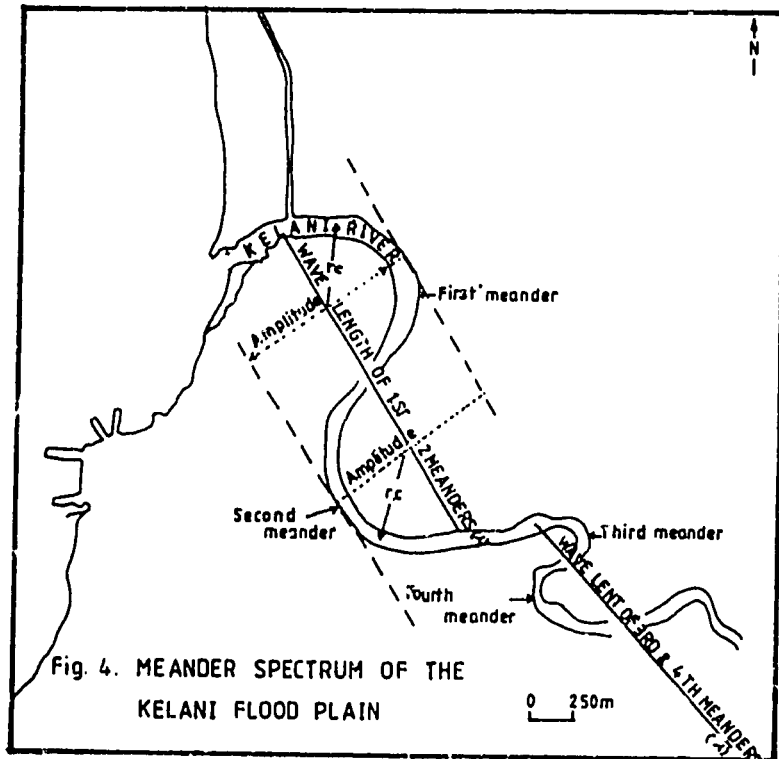 N
KELANI RIVER
rc
Amplitude
First meander
WAVE LENGTH OF 1ST & 2 MEANDERS (λ)
Amplitude
rc
Second
meander
Third meander
Fourth
meander
WAVE LENT OF 3RD & 4TH MEANDERS
(λ)
Fig. 4. MEANDER SPECTRUM OF THE
KELANI FLOOD PLAIN
0 250m